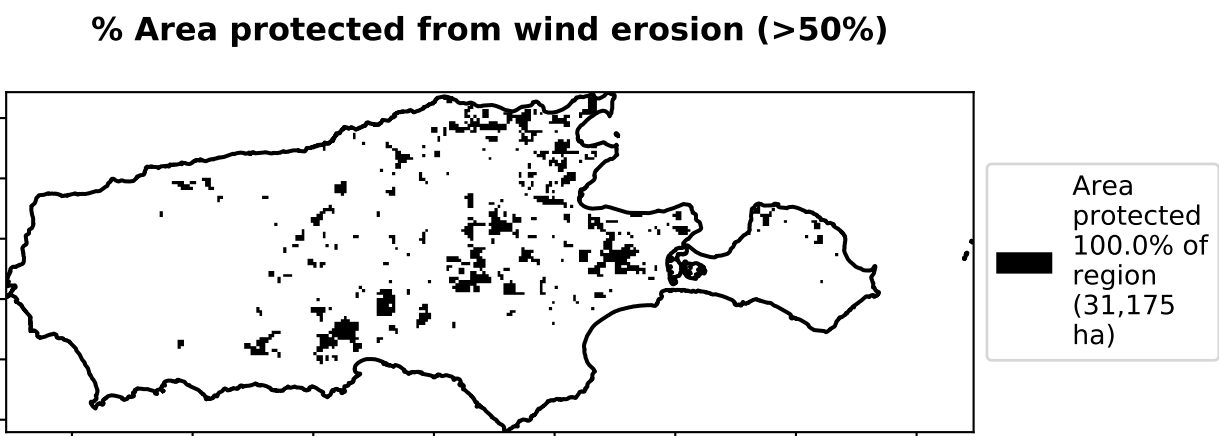 % Area protected from wind erosion (>50%)
Area
protected
100.0% of
region
(31,175
ha)